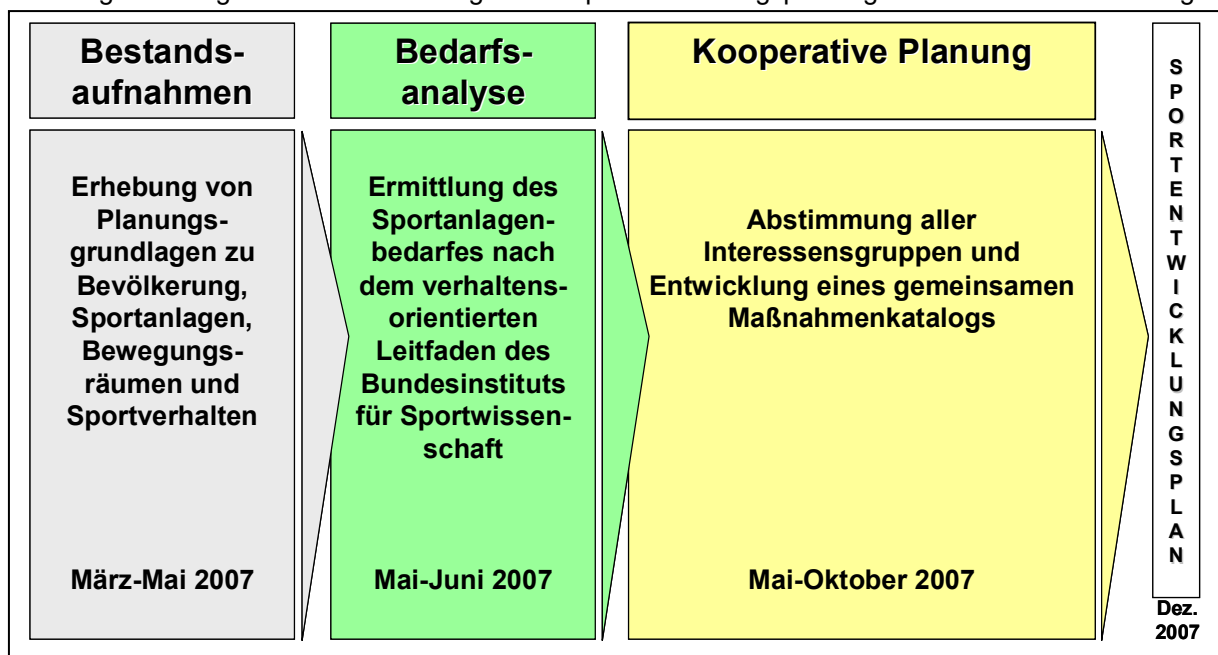 Bestands-
aufnahmen
Erhebung von
Planungs-
grundlagen zu
Bevölkerung,
Sportanlagen,
Bewegungs-
räumen und
Sportverhalten
März-Mai 2007
Bedarfs-
analyse
Ermittlung des
Sportanlagen-
bedarfes nach
dem verhaltens-
orientierten
Leitfaden des
Bundesinstituts
für Sportwissen-
schaft
Mai-Juni 2007
Kooperative Planung
Abstimmung aller
Interessensgruppen und
Entwicklung eines gemeinsamen
Maßnahmenkatalogs
Mai-Oktober 2007
S
P
O
R
T
E
N
T
W
I
C
K
L
U
N
G
S
P
L
A
N
Dez.
2007